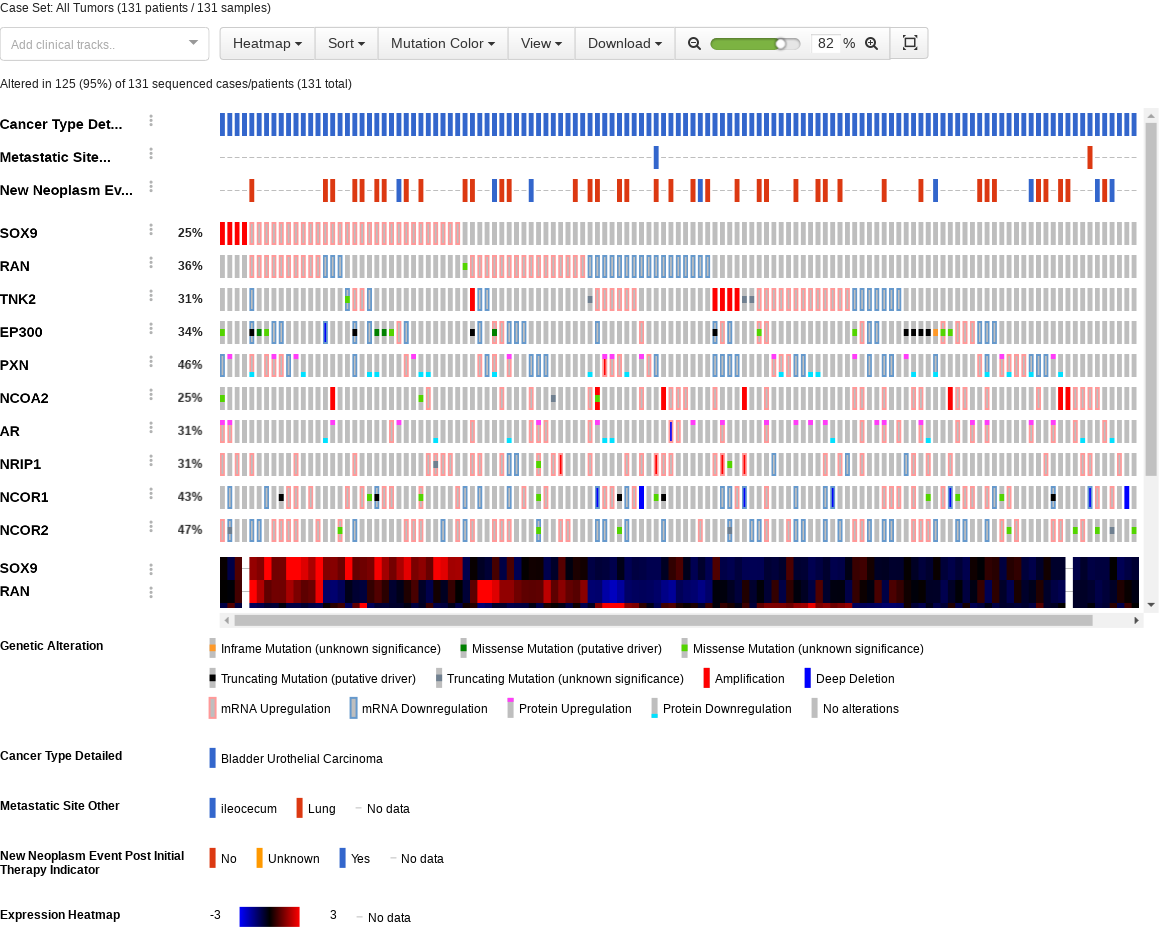 Case Set: All Tumors (131 patients / 131 samples)
Add clinical tracks.. Heatmap Sort Mutation Color View Download 82 %
Altered in 125 (95%) of 131 sequenced cases/patients (131 total)
Cancer Type Det...
Metastatic Site...
New Neoplasm Ev...
SOX9 25%
RAN 36%
TNK2 31%
EP300 34%
PXN 46%
NCOA2 25%
AR 31%
NRIP1 31%
NCOR1 43%
NCOR2 47%
SOX9
RAN
Genetic Alteration Inframe Mutation (unknown significance) Missense Mutation (putative driver) Missense Mutation (unknown significance)
Truncating Mutation (putative driver) Truncating Mutation (unknown significance) Amplification Deep Deletion
mRNA Upregulation mRNA Downregulation Protein Upregulation Protein Downregulation No alterations
Cancer Type Detailed Bladder Urothelial Carcinoma
Metastatic Site Other ileocecum Lung No data
New Neoplasm Event Post Initial No Unknown Yes No data
Therapy Indicator
Expression Heatmap -3 3 No data